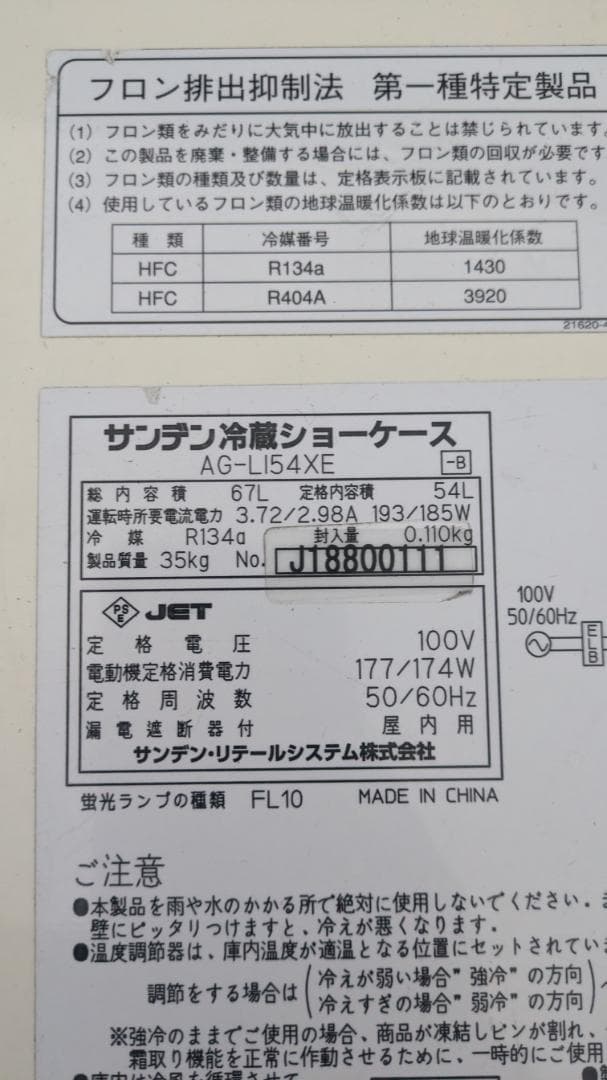 フロン排出抑制法 第一種特定製品
(1) フロン類をみだりに大気中に放出することは禁じられています。
(2) この製品を廃棄・整備する場合には、フロン類の回収が必要です
(3) フロン類の種類及び数量は、定格表示板に記載されています。
(4) 使用しているフロン類の地球温暖化係数は以下のとおりです。
種類 冷媒番号 地球温暖化係数
HFC R134a 1430
HFC R404A 3920
21620-
サンデン冷蔵ショーケース
AG-LI54XE -B
総内容積 67L 定格内容積 54L
運転時所要電流電力 3.72/2.98A 193/185W
冷媒 R134a 封入量 0.110kg
製品質量 35kg No. J18800111
PSE JET
定格電圧 100V
電動機定格消費電力 177/174W
定格周波数 50/60Hz
漏電遮断器付 屋内用
サンデン・リテールシステム株式会社
蛍光ランプの種類 FL10 MADE IN CHINA
100V
50/60Hz
ELB
ご注意
●本製品を雨や水のかかる所で絶対に使用しないでください。
壁にピッタリつけますと、冷えが悪くなります。
●温度調節器は、庫内温度が適温となる位置にセットされてい
調節をする場合は
(冷えが弱い場合"強冷"の方向
冷えすぎの場合"弱冷"の方向)
※強冷のままでご使用の場合、商品が凍結しビンが割れ、
霜取り機能を正常に作動させるために、一時的にご使用
●庫内は冷風を循環させて